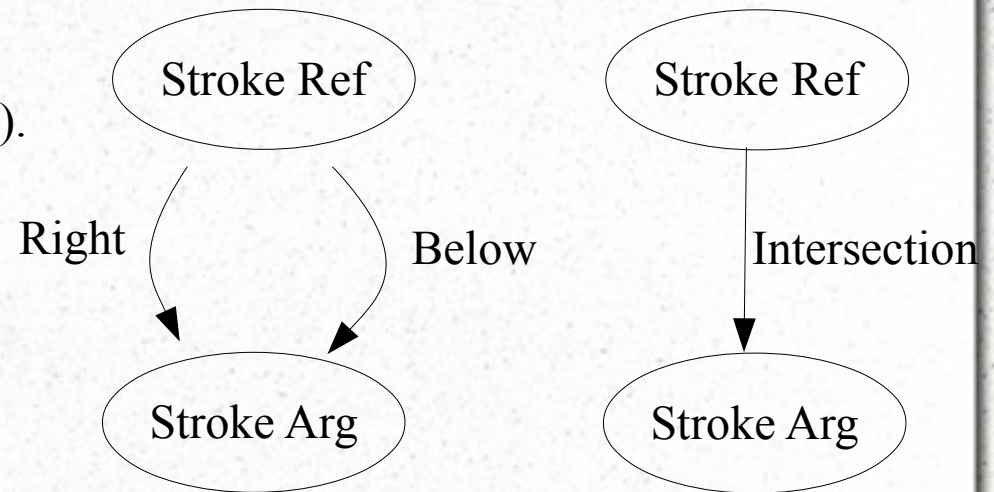 Stroke Ref
Stroke Ref
).
Right
Below
Intersection
Stroke Arg
Stroke Arg